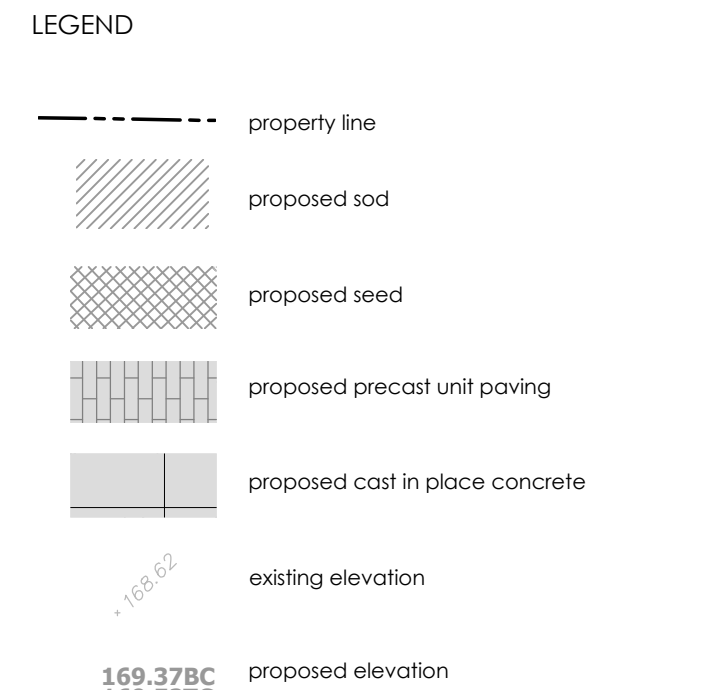 LEGEND
property line
proposed sod
proposed seed
proposed precast unit paving
proposed cast in place concrete
+ 168.62
existing elevation
169.37BC
proposed elevation